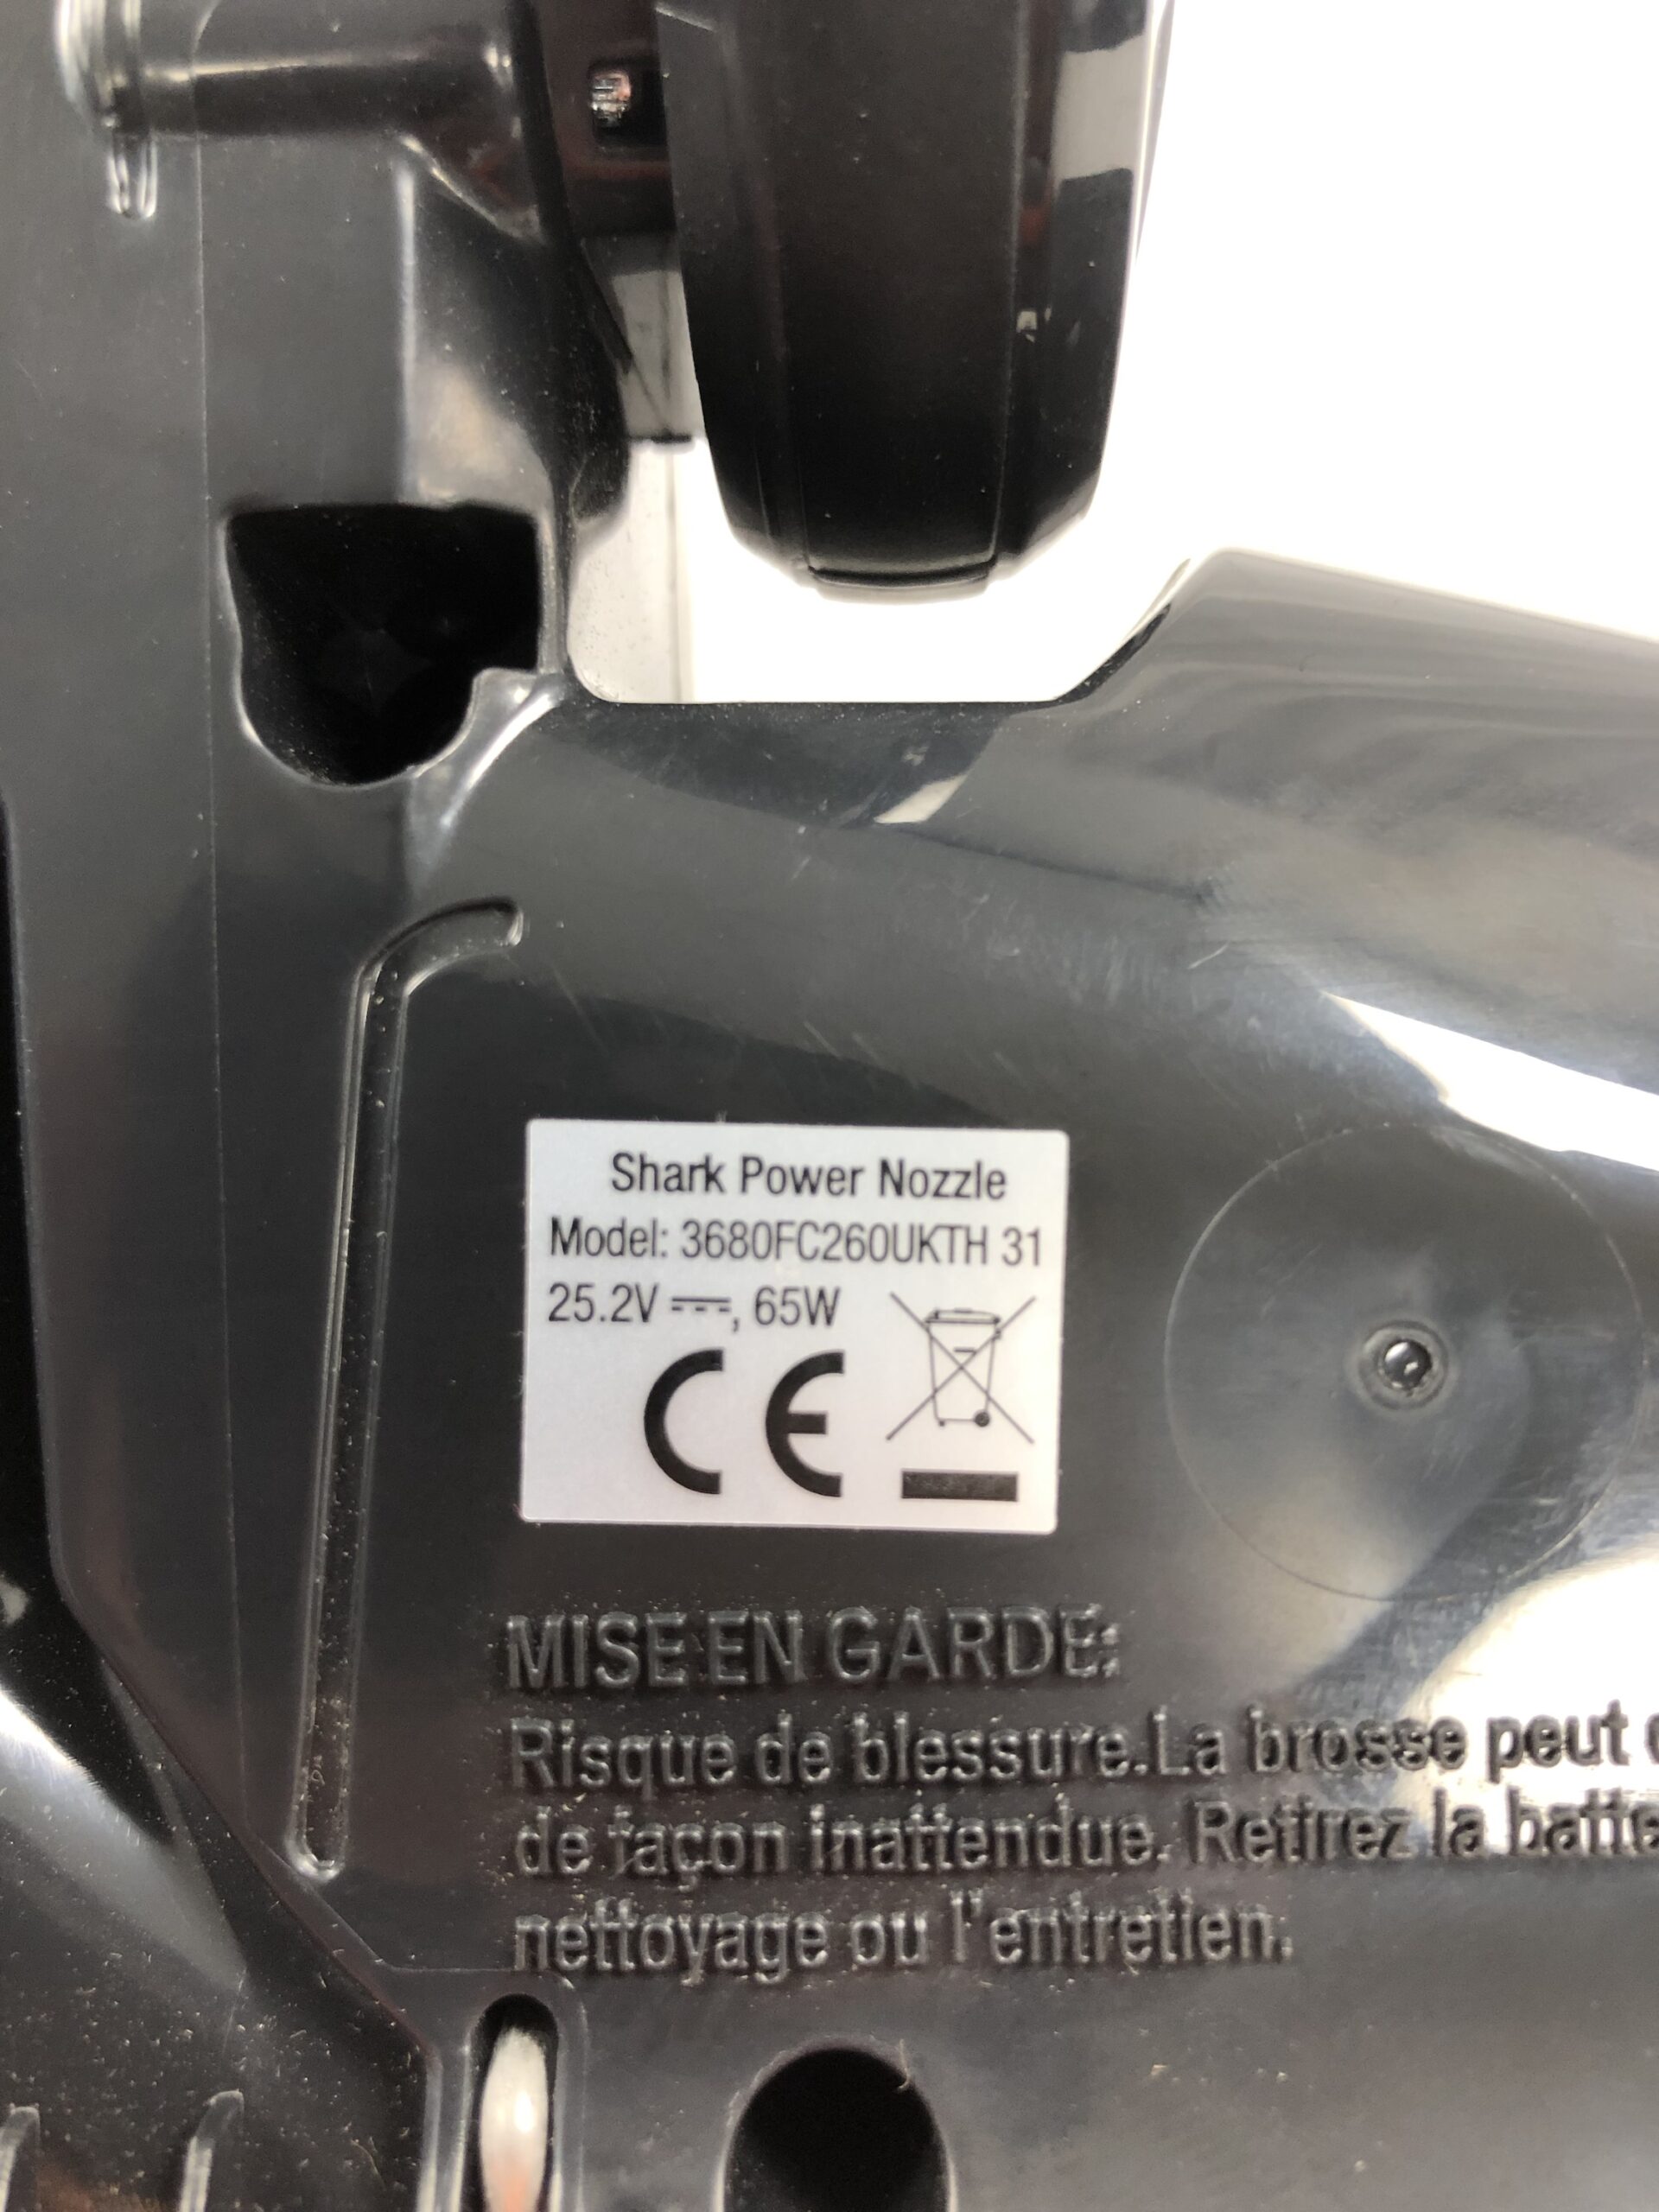 Shark Power Nozzle
Model: 3680FC260UKTH 31
25.2V ⎓, 65W
CE
MISE EN GARDE:
Risque de blessure. La brosse peut
de façon inattendue. Retirez la
nettoyage ou l'entretien.